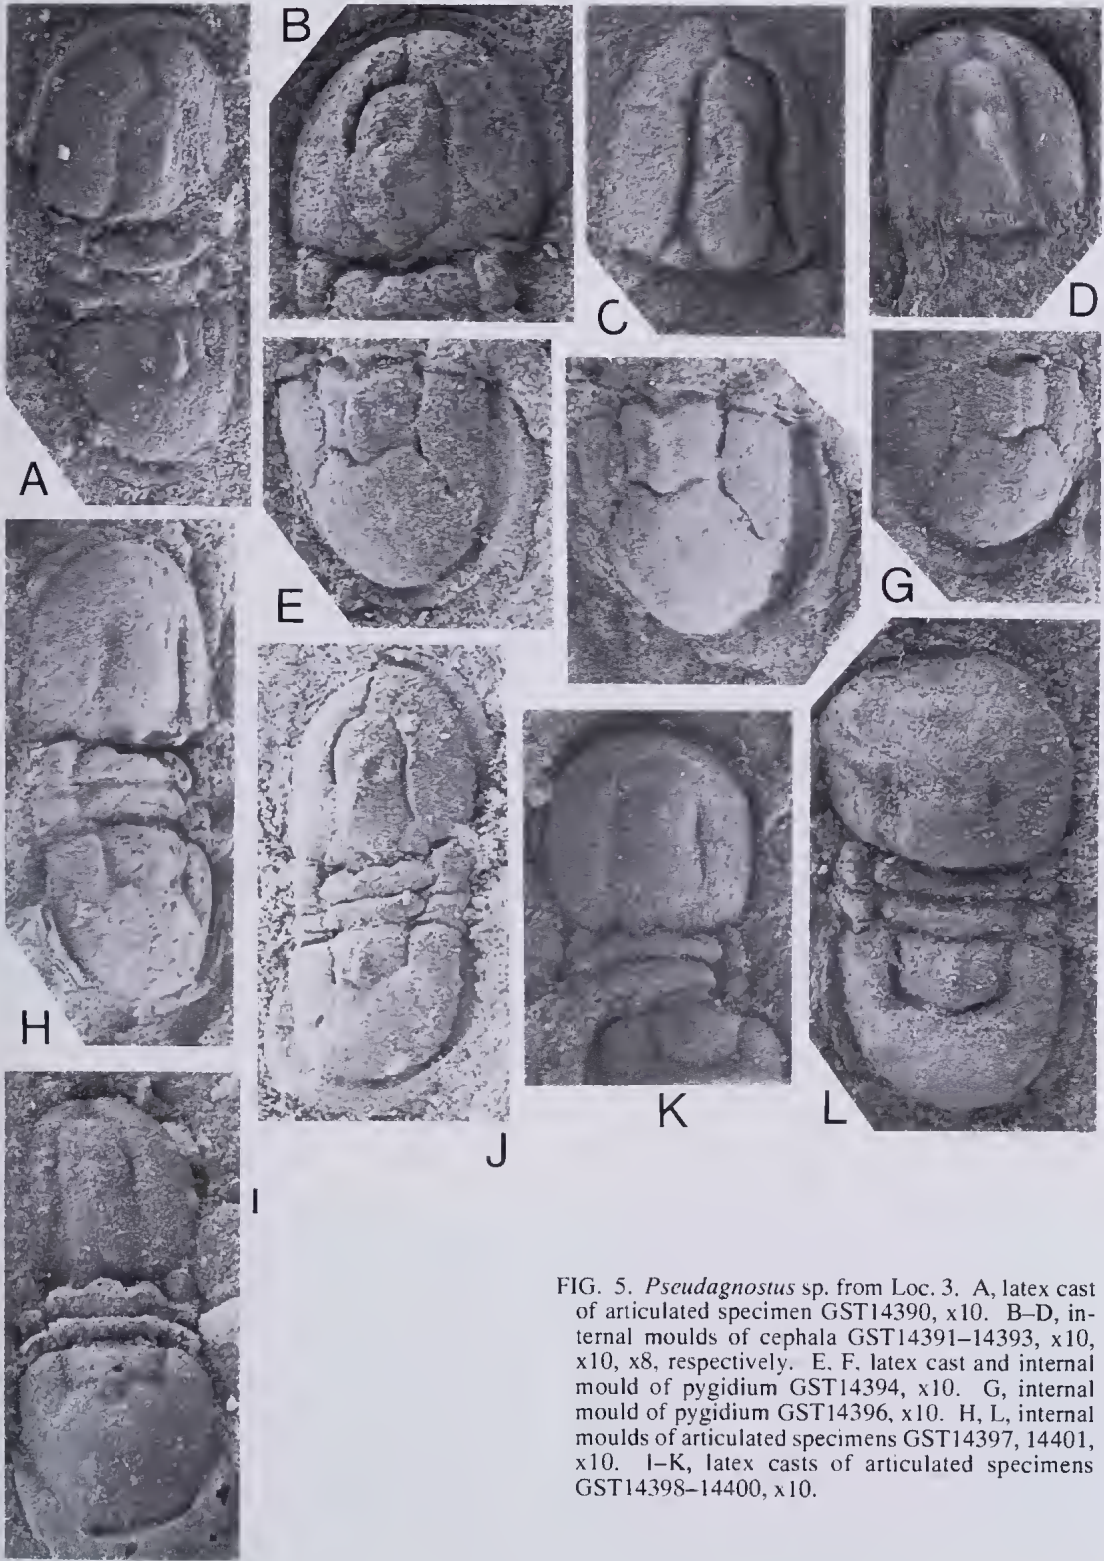 B
C
D
A
E
G
H
J
K
L
I
FIG. 5. Pseudagnostus sp. from Loc. 3. A, latex cast
of articulated specimen GST14390, x10. B–D, in-
ternal moulds of cephala GST14391–14393, x10,
x10, x8, respectively. E. F. latex cast and internal
mould of pygidium GST14394, x10. G, internal
mould of pygidium GST14396, x10. H, L, internal
moulds of articulated specimens GST14397, 14401,
x10. I–K, latex casts of articulated specimens
GST14398–14400, x10.